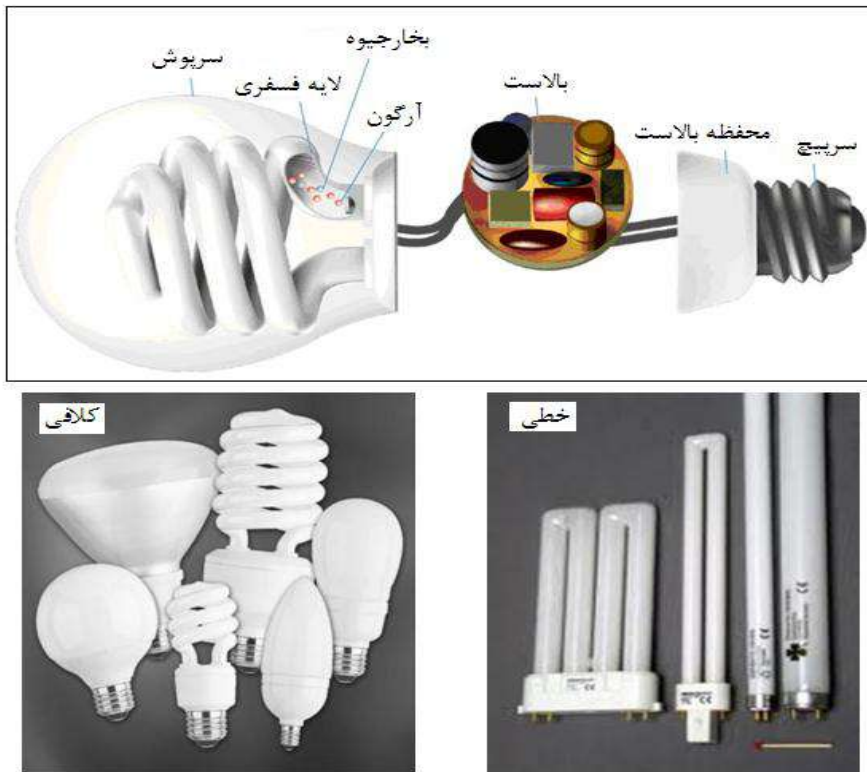 بخارجیوه
سرپوش
لایه فسفری
آرگون
بالاست
محفظه بالاست
سرپیچ
کلافی
خطی